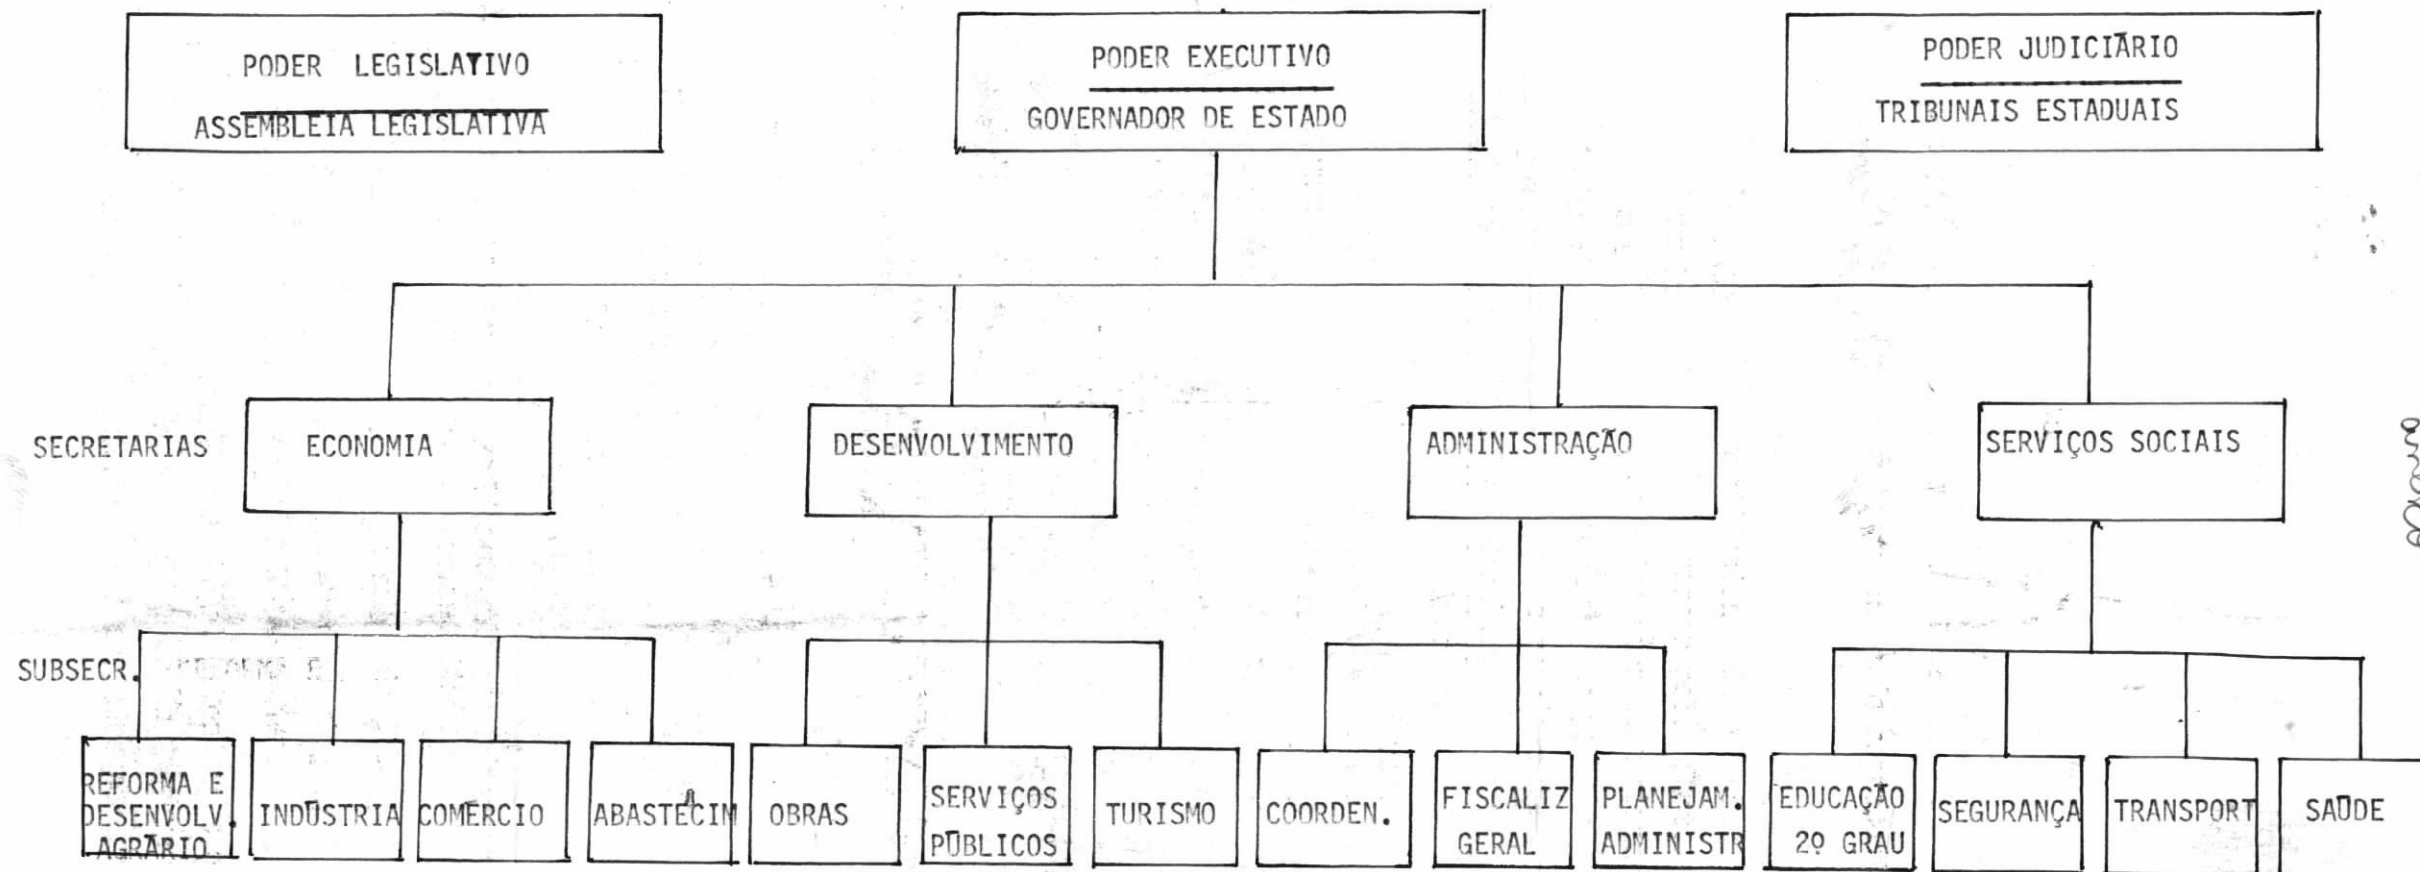 PODER LEGISLATIVO
ASSEMBLEIA LEGISLATIVA
PODER EXECUTIVO
GOVERNADOR DE ESTADO
PODER JUDICIÁRIO
TRIBUNAIS ESTADUAIS
SECRETARIAS
ECONOMIA
DESENVOLVIMENTO
ADMINISTRAÇÃO
SERVIÇOS SOCIAIS
SUBSECR.
REFORMA E
REFORMA E
DESENVOLV.
AGRÁRIO
INDÚSTRIA
COMÉRCIO
ABASTECIM
OBRAS
SERVIÇOS
PÚBLICOS
TURISMO
COORDEN.
FISCALIZ
GERAL
PLANEJAM.
ADMINISTR
EDUCAÇÃO
2º GRAU
SEGURANÇA
TRANSPORT
SAÚDE